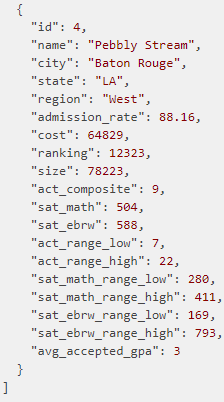 {
"id": 4,
"name": "Pebbly Stream",
"city": "Baton Rouge",
"state": "LA",
"region": "West",
"admission_rate": 88.16,
"cost": 64829,
"ranking": 12323,
"size": 78223,
"act_composite": 9,
"sat_math": 504,
"sat_ebrw": 588,
"act_range_low": 7,
"act_range_high": 22,
"sat_math_range_low": 280,
"sat_math_range_high": 411,
"sat_ebrw_range_low": 169,
"sat_ebrw_range_high": 793,
"avg_accepted_gpa": 3
}
]